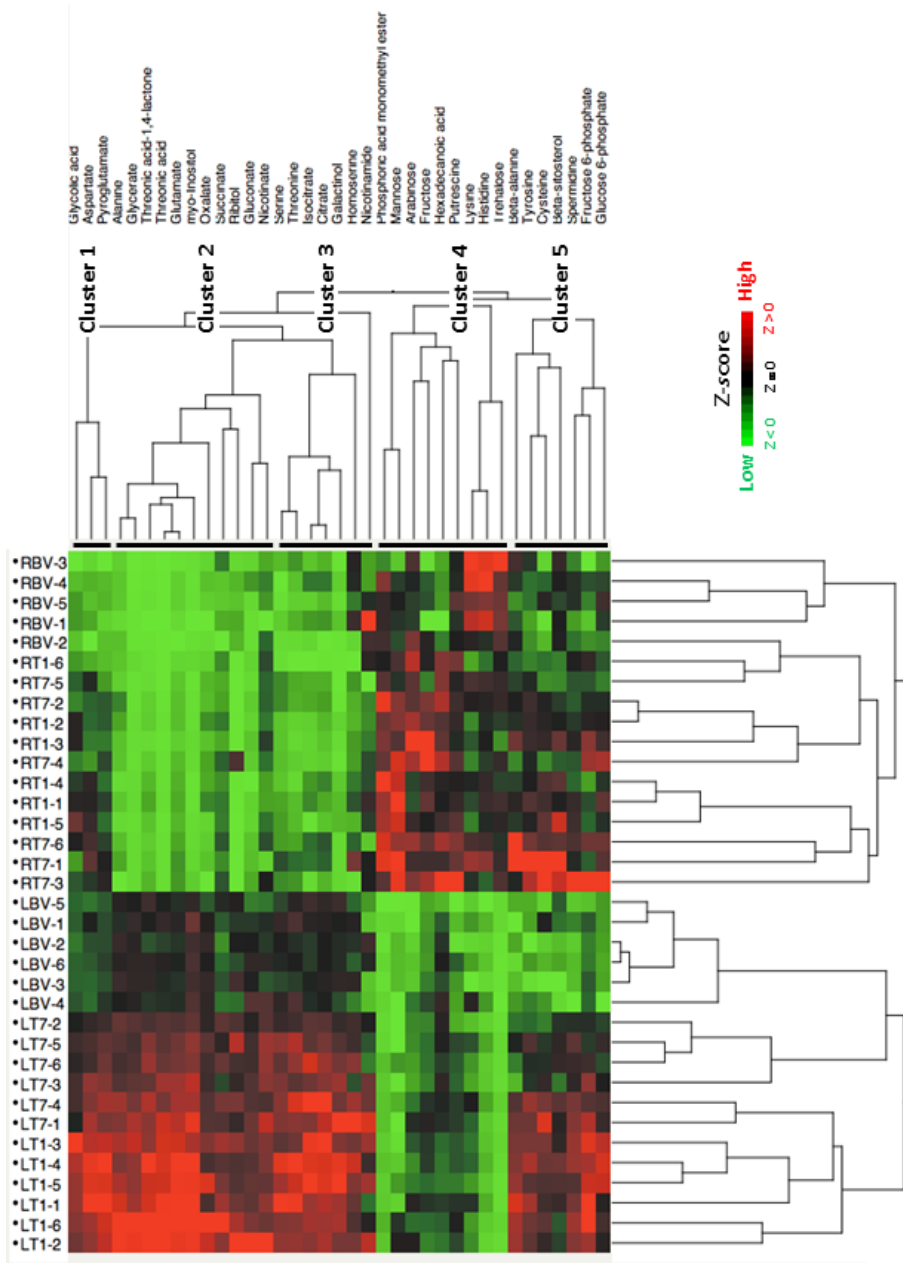 Glycolic acid
Aspartate
Pyroglutamate
Alanine
Glycerate
Threonic acid-1,4-lactone
Threonic acid
Glutamate
myo-Inositol
Oxalate
Succinate
Ribitol
Gluconate
Nicotinate
Serine
Threonine
Isocitrate
Citrate
Galactinol
Homoserine
Nicotinamide
Phosphoric acid monomethyl ester
Mannose
Arabinose
Fructose
Hexadecanoic acid
Putrescine
Lysine
Histidine
Trehalose
Beta-alanine
Tyrosine
Cysteine
Beta-sitosterol
Spermidine
Fructose 6-phosphate
Glucose 6-phosphate
Cluster 1
Cluster 2
Cluster 3
Cluster 4
Cluster 5
Z-score
Low
High
Z < 0
Z = 0
Z > 0
•RBV-3
•RBV-4
•RBV-5
•RBV-1
•RBV-2
•RT1-6
•RT7-5
•RT7-2
•RT1-2
•RT1-3
•RT7-4
•RT1-4
•RT1-1
•RT1-5
•RT7-6
•RT7-1
•RT7-3
•LBV-5
•LBV-1
•LBV-2
•LBV-6
•LBV-3
•LBV-4
•LT7-2
•LT7-5
•LT7-6
•LT7-3
•LT7-4
•LT7-1
•LT1-3
•LT1-4
•LT1-5
•LT1-1
•LT1-6
•LT1-2